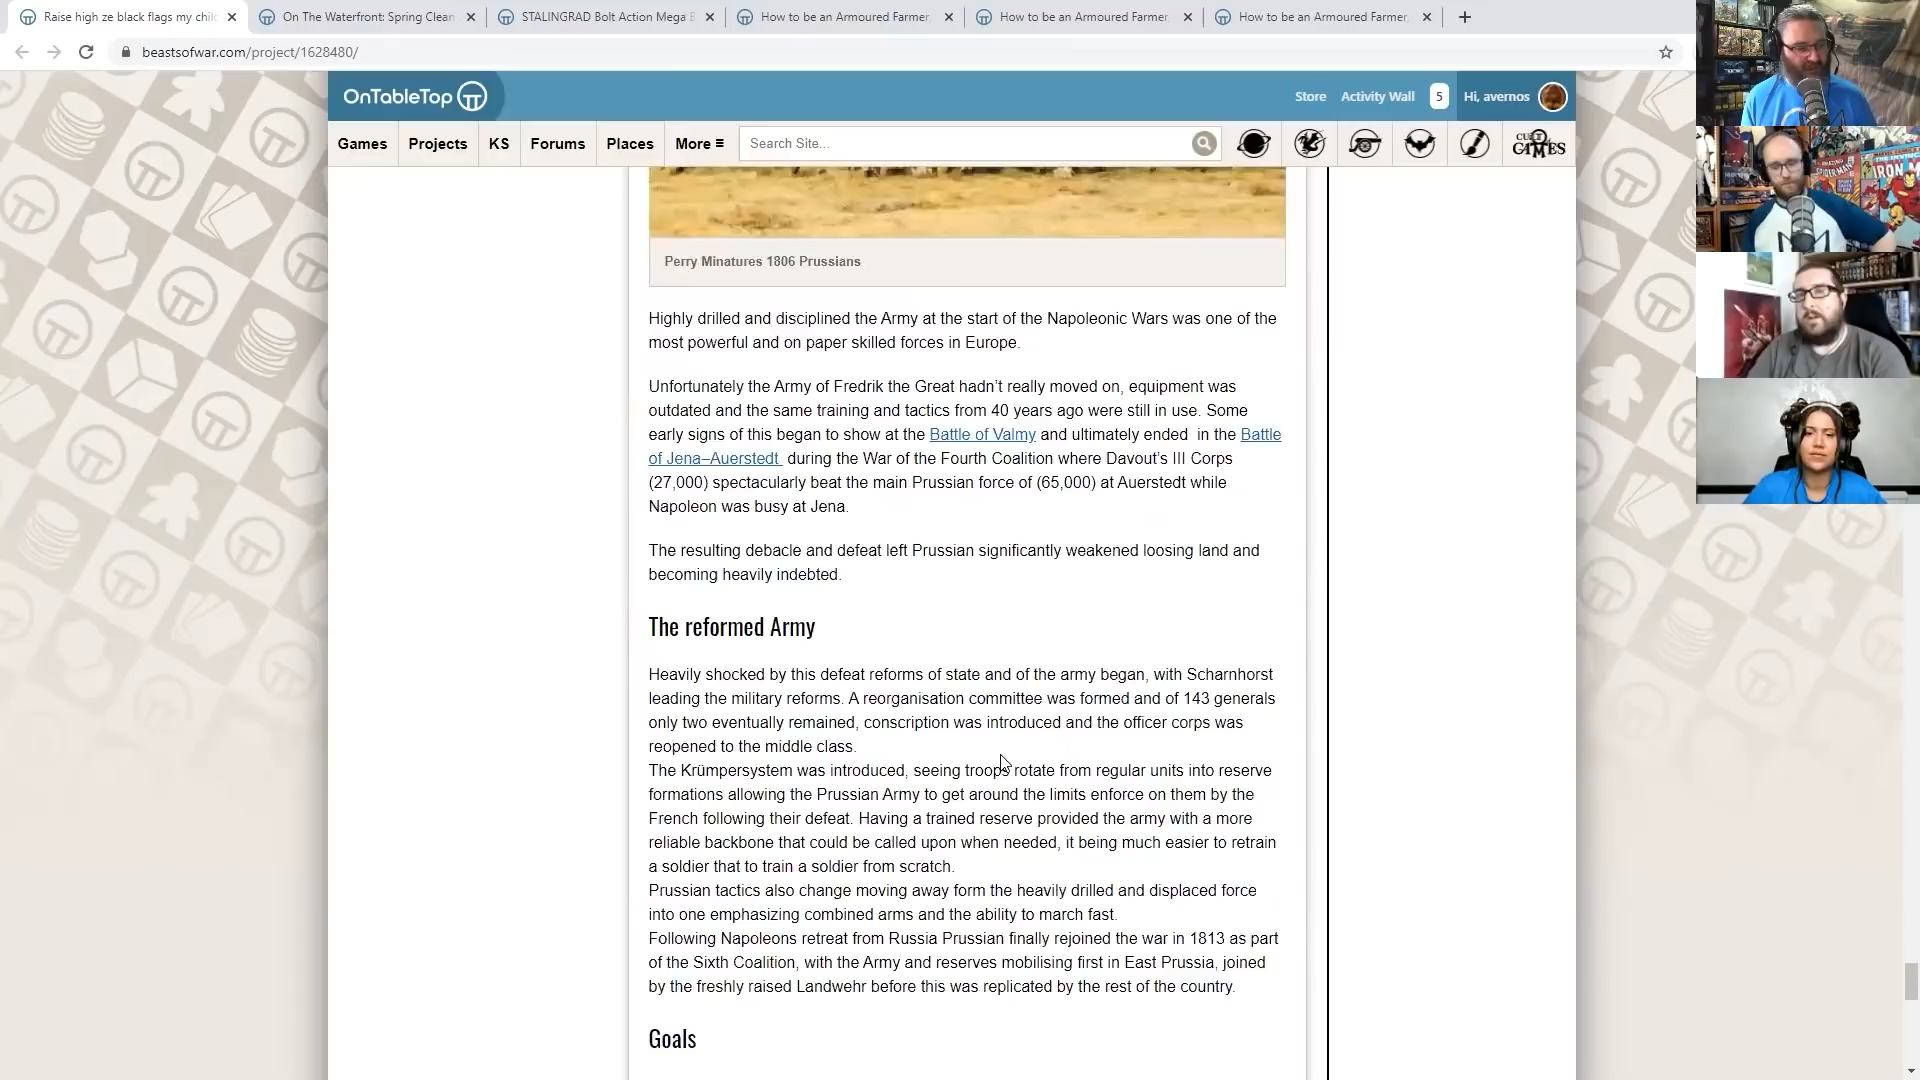 Raise high ze black flags my chil
On The Waterfront: Spring Clean
STALINGRAD Bolt Action Mega B
How to be an Armoured Farmer,
How to be an Armoured Farmer,
How to be an Armoured Farmer,
beastsofwar.com/project/1628480/
OnTableTop
Store
Activity Wall
5
Hi, avernos
Games
Projects
KS
Forums
Places
More ≡
Search Site...
CULT OF GAMES
Perry Minatures 1806 Prussians
Highly drilled and disciplined the Army at the start of the Napoleonic Wars was one of the
most powerful and on paper skilled forces in Europe.
Unfortunately the Army of Fredrik the Great hadn’t really moved on, equipment was
outdated and the same training and tactics from 40 years ago were still in use. Some
early signs of this began to show at the Battle of Valmy and ultimately ended in the Battle
of Jena–Auerstedt during the War of the Fourth Coalition where Davout’s III Corps
(27,000) spectacularly beat the main Prussian force of (65,000) at Auerstedt while
Napoleon was busy at Jena.
The resulting debacle and defeat left Prussian significantly weakened loosing land and
becoming heavily indebted.
The reformed Army
Heavily shocked by this defeat reforms of state and of the army began, with Scharnhorst
leading the military reforms. A reorganisation committee was formed and of 143 generals
only two eventually remained, conscription was introduced and the officer corps was
reopened to the middle class.
The Krümpersystem was introduced, seeing troops rotate from regular units into reserve
formations allowing the Prussian Army to get around the limits enforce on them by the
French following their defeat. Having a trained reserve provided the army with a more
reliable backbone that could be called upon when needed, it being much easier to retrain
a soldier that to train a soldier from scratch.
Prussian tactics also change moving away form the heavily drilled and displaced force
into one emphasizing combined arms and the ability to march fast.
Following Napoleons retreat from Russia Prussian finally rejoined the war in 1813 as part
of the Sixth Coalition, with the Army and reserves mobilising first in East Prussia, joined
by the freshly raised Landwehr before this was replicated by the rest of the country.
Goals
IRON M